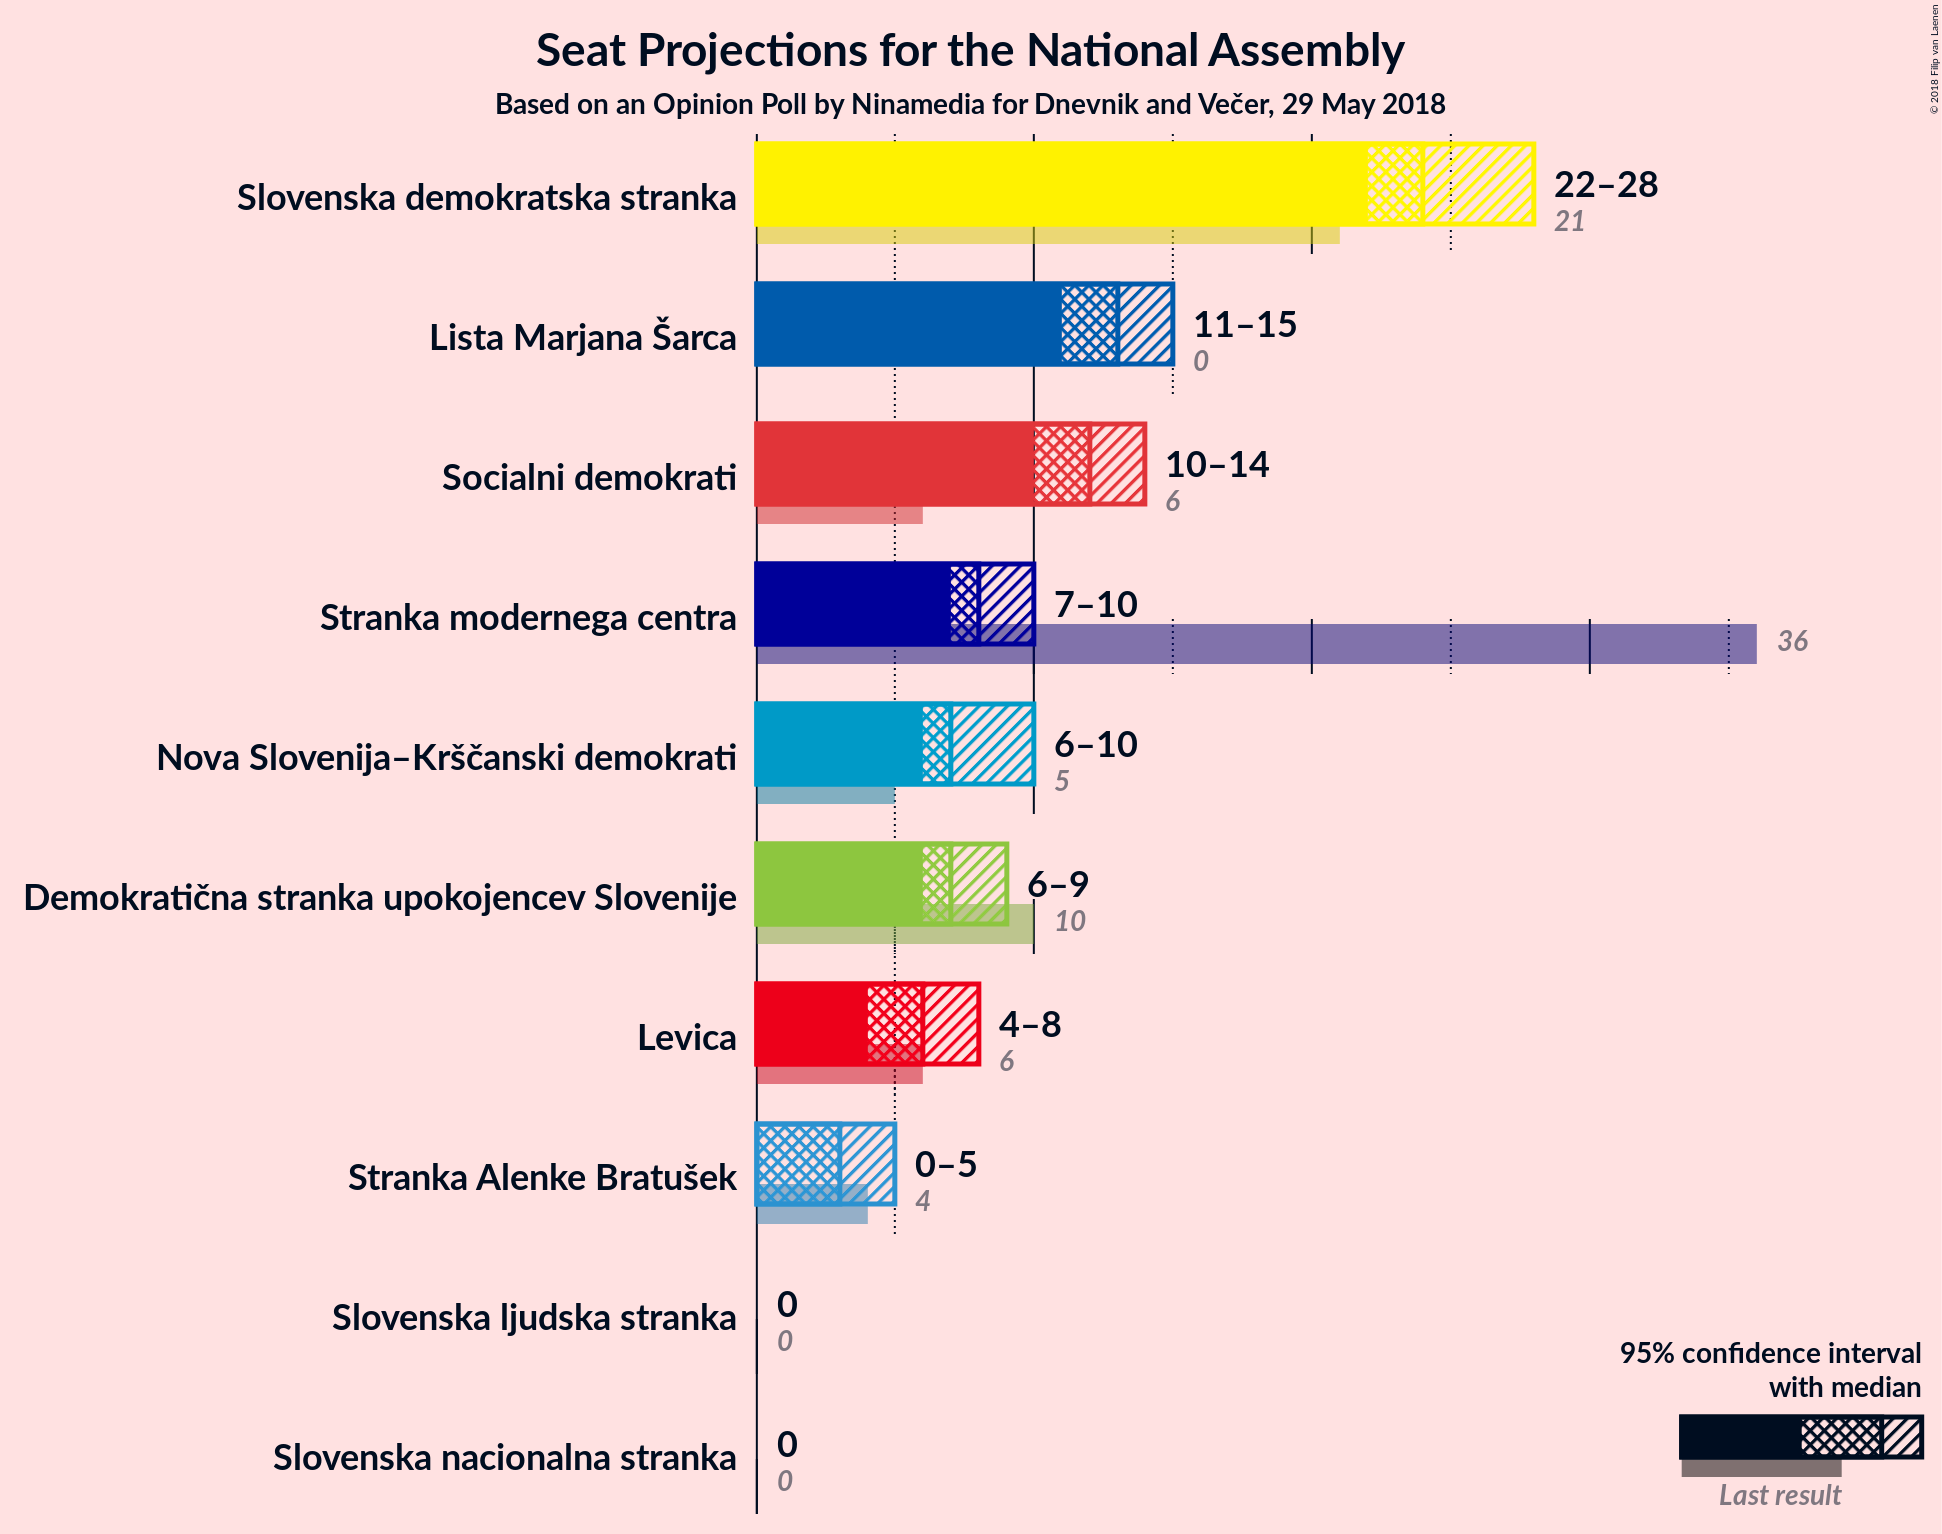 Seat Projections for the National Assembly
Based on an Opinion Poll by Ninamedia for Dnevnik and Večer, 29 May 2018
© 2018 Filip van Laenen
Slovenska demokratska stranka
22–28
21
Lista Marjana Šarca
11–15
0
Socialni demokrati
10–14
6
Stranka modernega centra
7–10
36
Nova Slovenija–Krščanski demokrati
6–10
5
Demokratična stranka upokojencev Slovenije
6–9
10
Levica
4–8
6
Stranka Alenke Bratušek
0–5
4
Slovenska ljudska stranka
0
0
Slovenska nacionalna stranka
0
0
95% confidence interval
with median
Last result